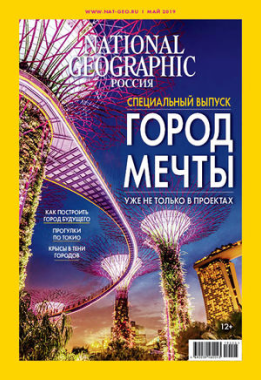 WWW.NAT-GEO.RU | МАЙ 2019
NATIONAL
GEOGRAPHIC
РОССИЯ
СПЕЦИАЛЬНЫЙ ВЫПУСК
ГОРОД
МЕЧТЫ
УЖЕ НЕ ТОЛЬКО В ПРОЕКТАХ
КАК ПОСТРОИТЬ
ГОРОД БУДУЩЕГО
ПРОГУЛКИ
ПО ТОКИО
КРЫСЫ В ТЕНИ
ГОРОДОВ
12+